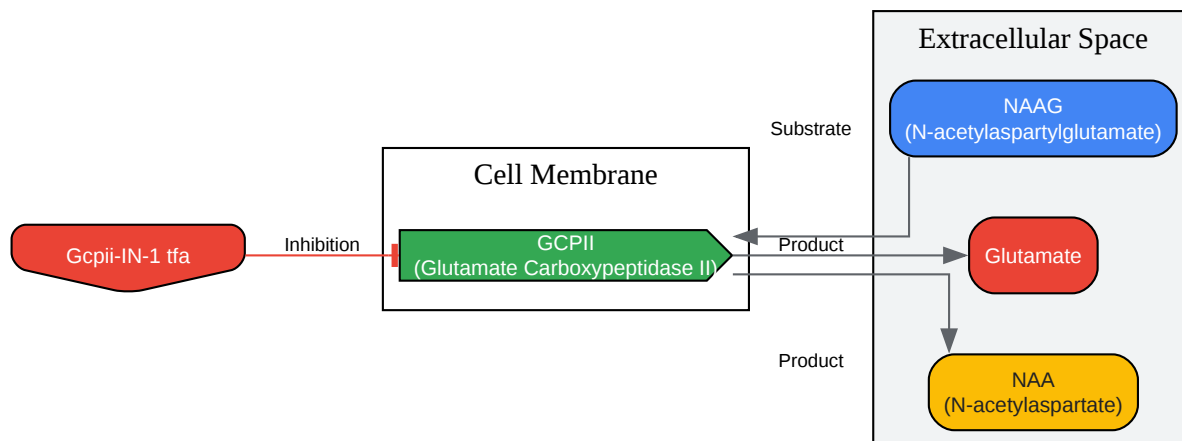 Extracellular Space
NAAG
(N-acetylaspartylglutamate)
Substrate
Cell Membrane
Gcpii-IN-1 tfa
Inhibition
GCPII
(Glutamate Carboxypeptidase II)
Product
Glutamate
Product
NAA
(N-acetylaspartate)